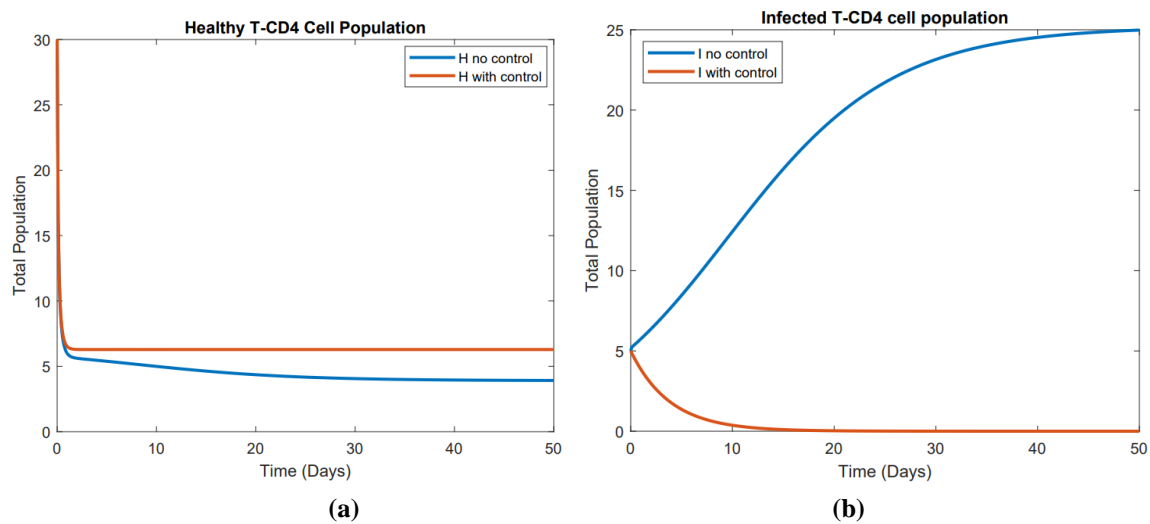 Healthy T-CD4 Cell Population
30
25
20
15
10
5
0
Total Population
H no control
H with control
0 10 20 30 40 50
Time (Days)
(a)
Infected T-CD4 cell population
25
20
15
10
5
0
Total Population
I no control
I with control
0 10 20 30 40 50
Time (Days)
(b)